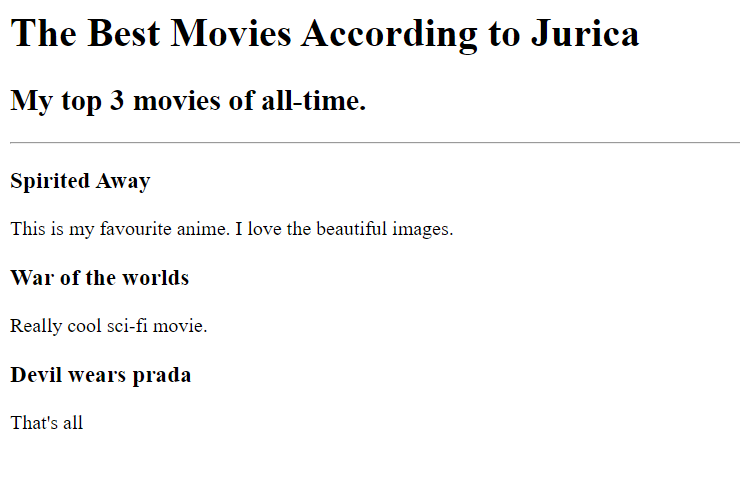 The Best Movies According to Jurica
My top 3 movies of all-time.
Spirited Away
This is my favourite anime. I love the beautiful images.
War of the worlds
Really cool sci-fi movie.
Devil wears prada
That's all